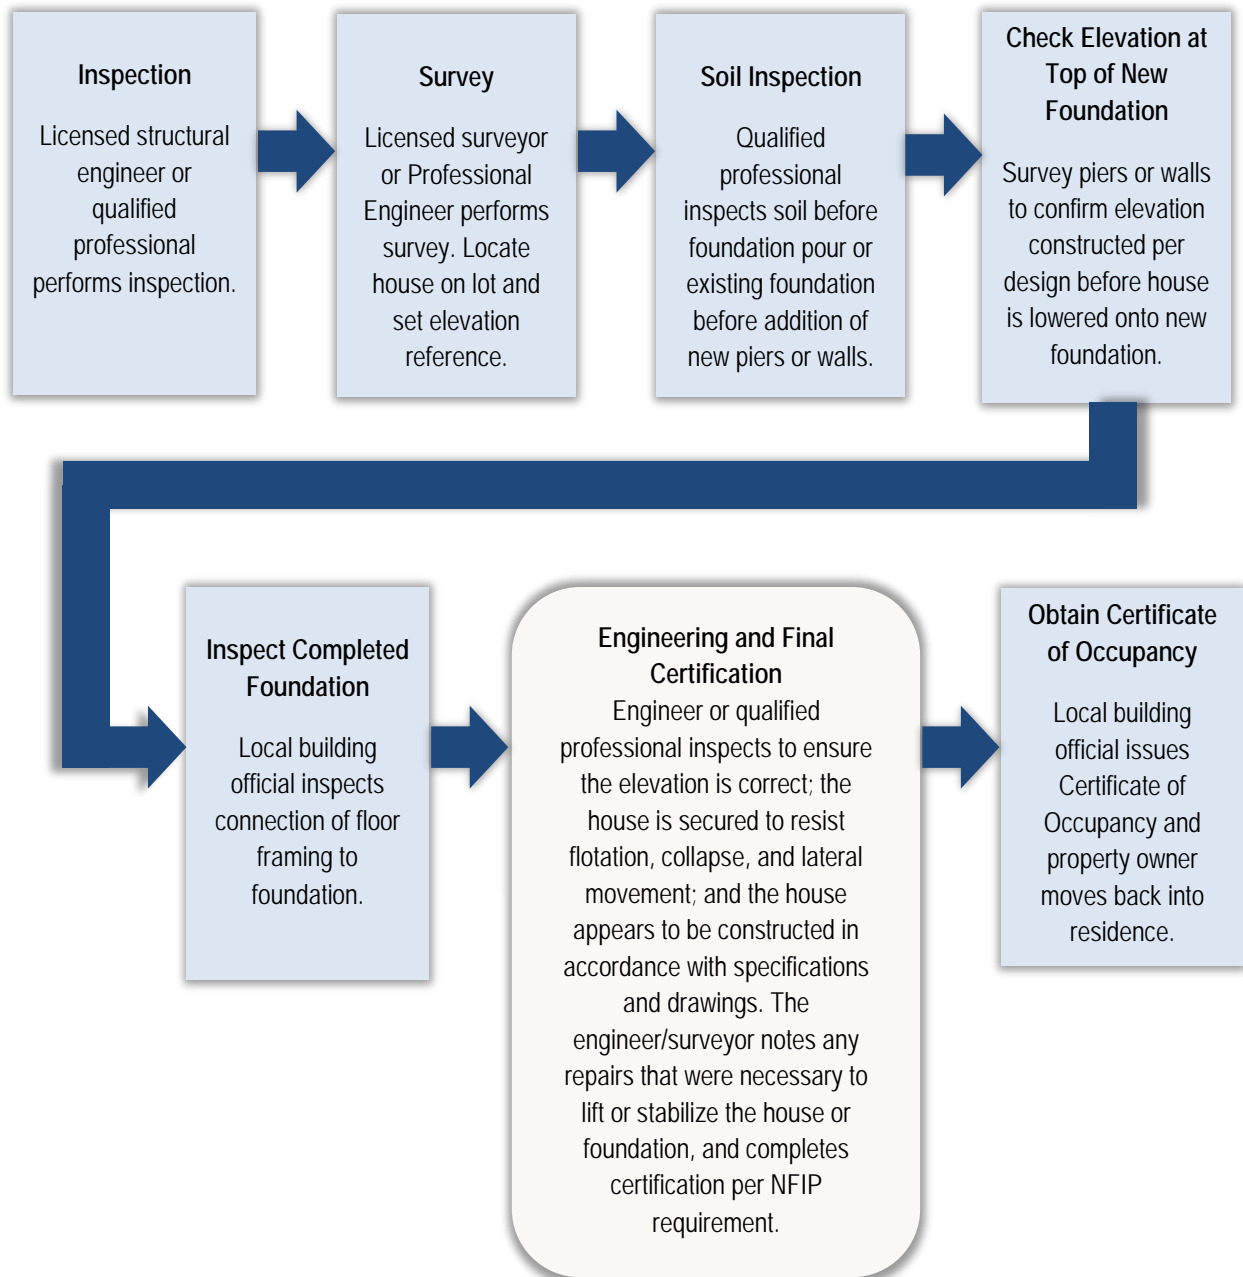 Inspection
Licensed structural
engineer or
qualified
professional
performs inspection.
Survey
Licensed surveyor
or Professional
Engineer performs
survey. Locate
house on lot and
set elevation
reference.
Soil Inspection
Qualified
professional
inspects soil before
foundation pour or
existing foundation
before addition of
new piers or walls.
Check Elevation at
Top of New
Foundation
Survey piers or walls
to confirm elevation
constructed per
design before house
is lowered onto new
foundation.
Inspect Completed
Foundation
Local building
official inspects
connection of floor
framing to
foundation.
Engineering and Final
Certification
Engineer or qualified
professional inspects to ensure
the elevation is correct; the
house is secured to resist
flotation, collapse, and lateral
movement; and the house
appears to be constructed in
accordance with specifications
and drawings. The
engineer/surveyor notes any
repairs that were necessary to
lift or stabilize the house or
foundation, and completes
certification per NFIP
requirement.
Obtain Certificate
of Occupancy
Local building
official issues
Certificate of
Occupancy and
property owner
moves back into
residence.